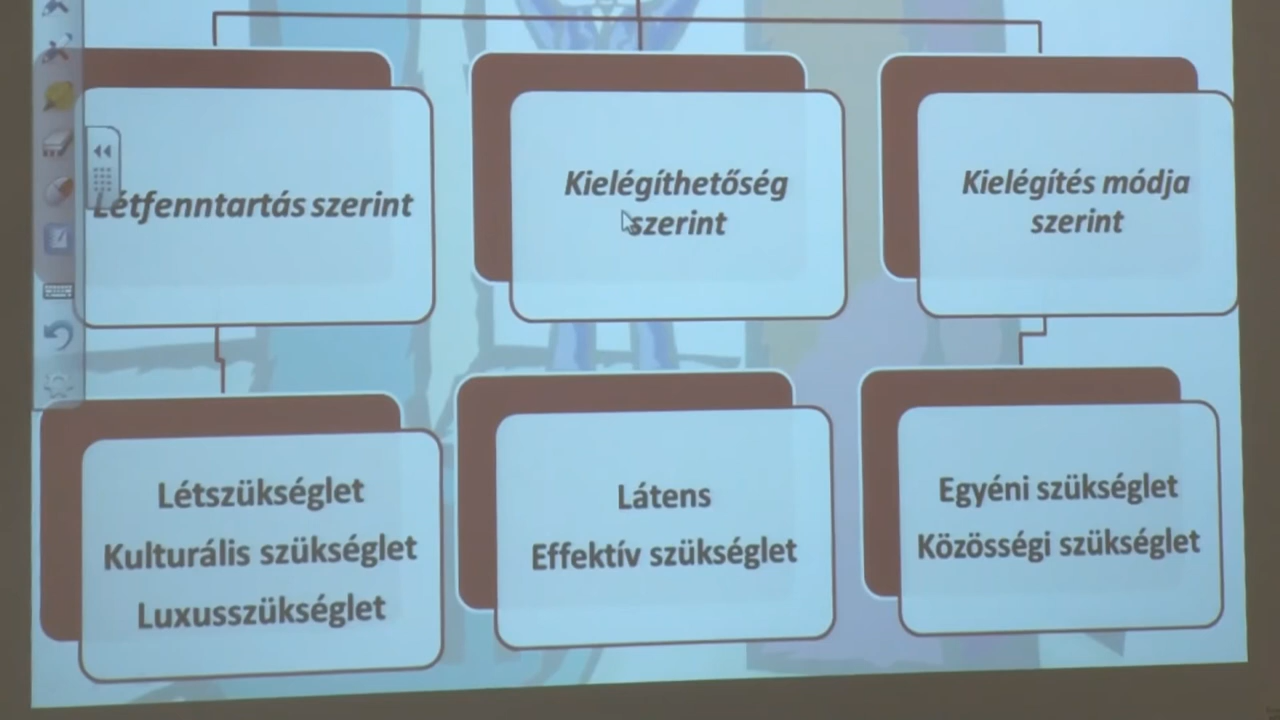 Létfenntartás szerint
Kielégíthetőség
szerint
Kielégítés módja
szerint
Létszükséglet
Kulturális szükséglet
Luxusszükséglet
Látens
Effektív szükséglet
Egyéni szükséglet
Közösségi szükséglet